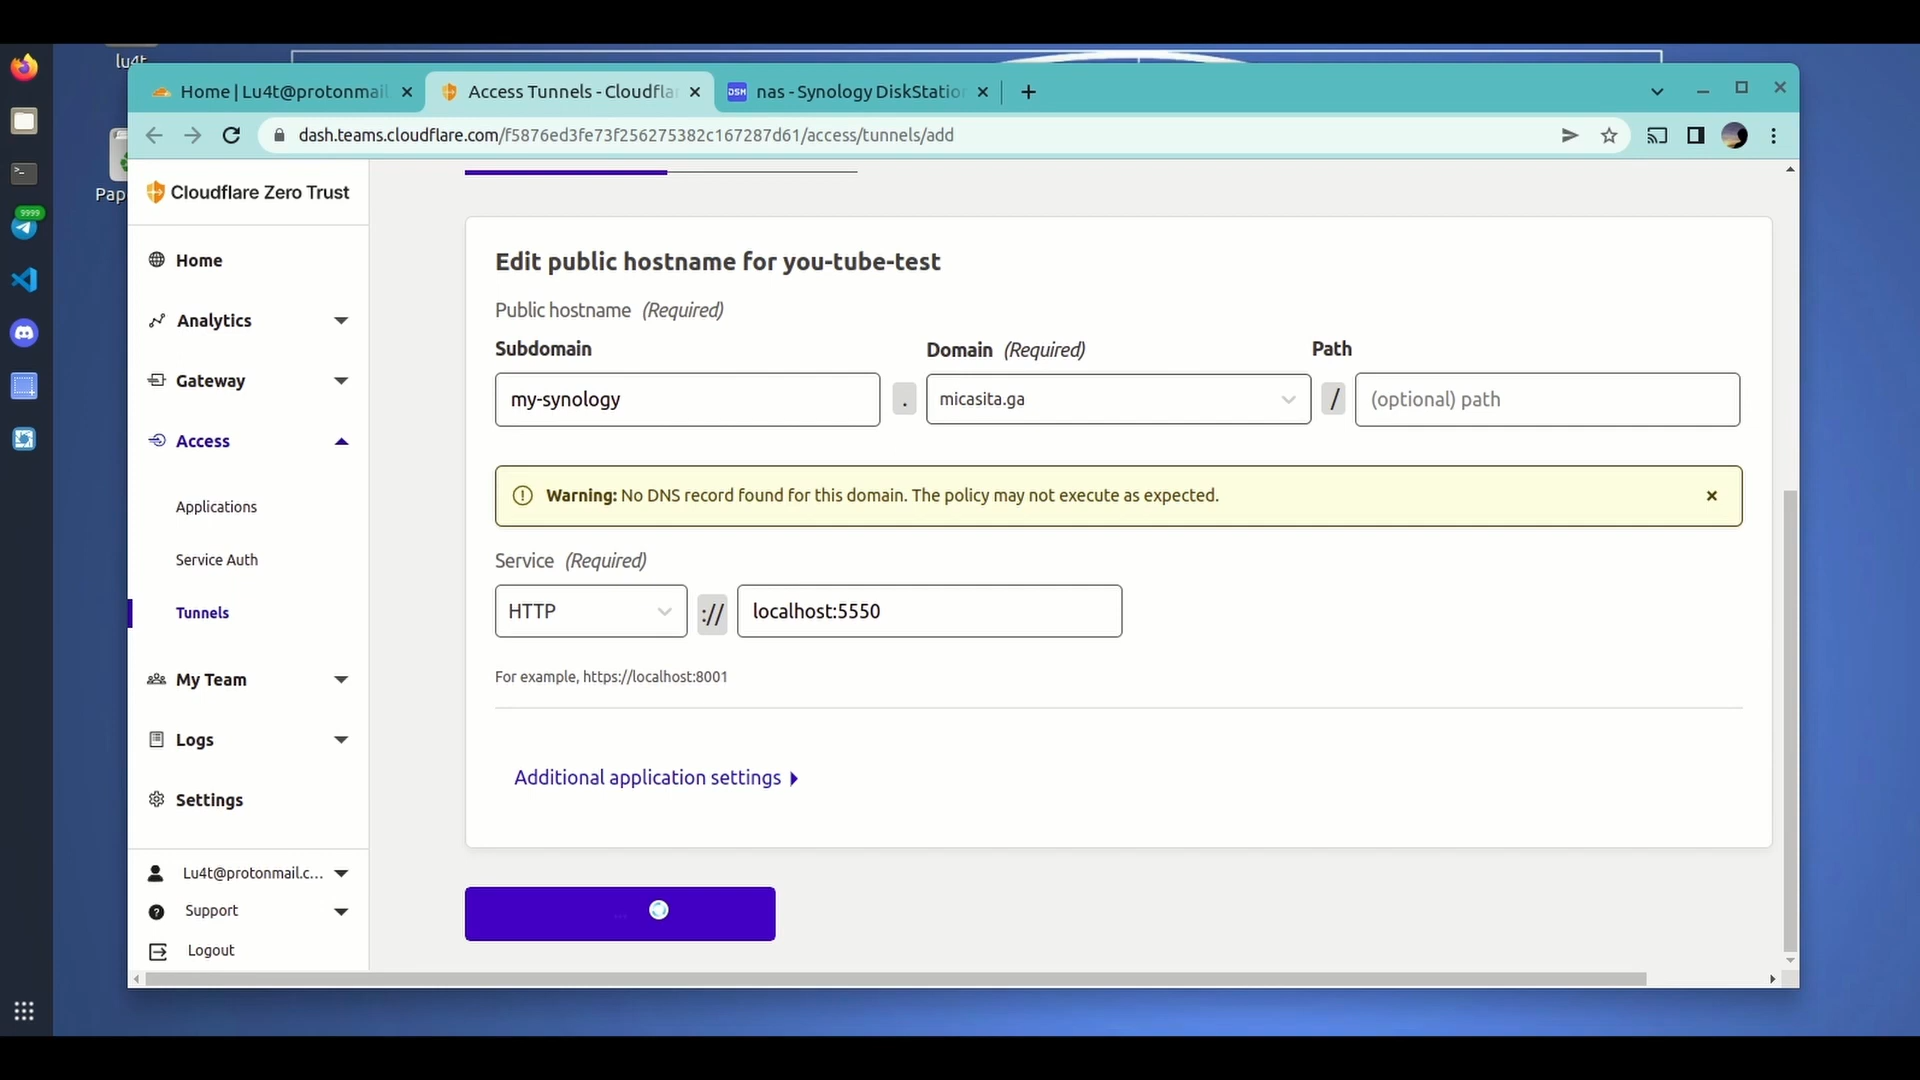 lu4t
Home | Lu4t@protonmail
Access Tunnels - Cloudfla
DSM
nas - Synology DiskStation
dash.teams.cloudflare.com/f5876ed3fe73f256275382c167287d61/access/tunnels/add
9999
Pap
Cloudflare Zero Trust
Home
Analytics
Gateway
Access
Applications
Service Auth
Tunnels
My Team
Logs
Settings
Lu4t@protonmail.c...
Support
Logout
Edit public hostname for you-tube-test
Public hostname (Required)
Subdomain
Domain (Required)
Path
my-synology
.
micasita.ga
/
(optional) path
Warning: No DNS record found for this domain. The policy may not execute as expected.
Service (Required)
HTTP
://
localhost:5550
For example, https://localhost:8001
Additional application settings